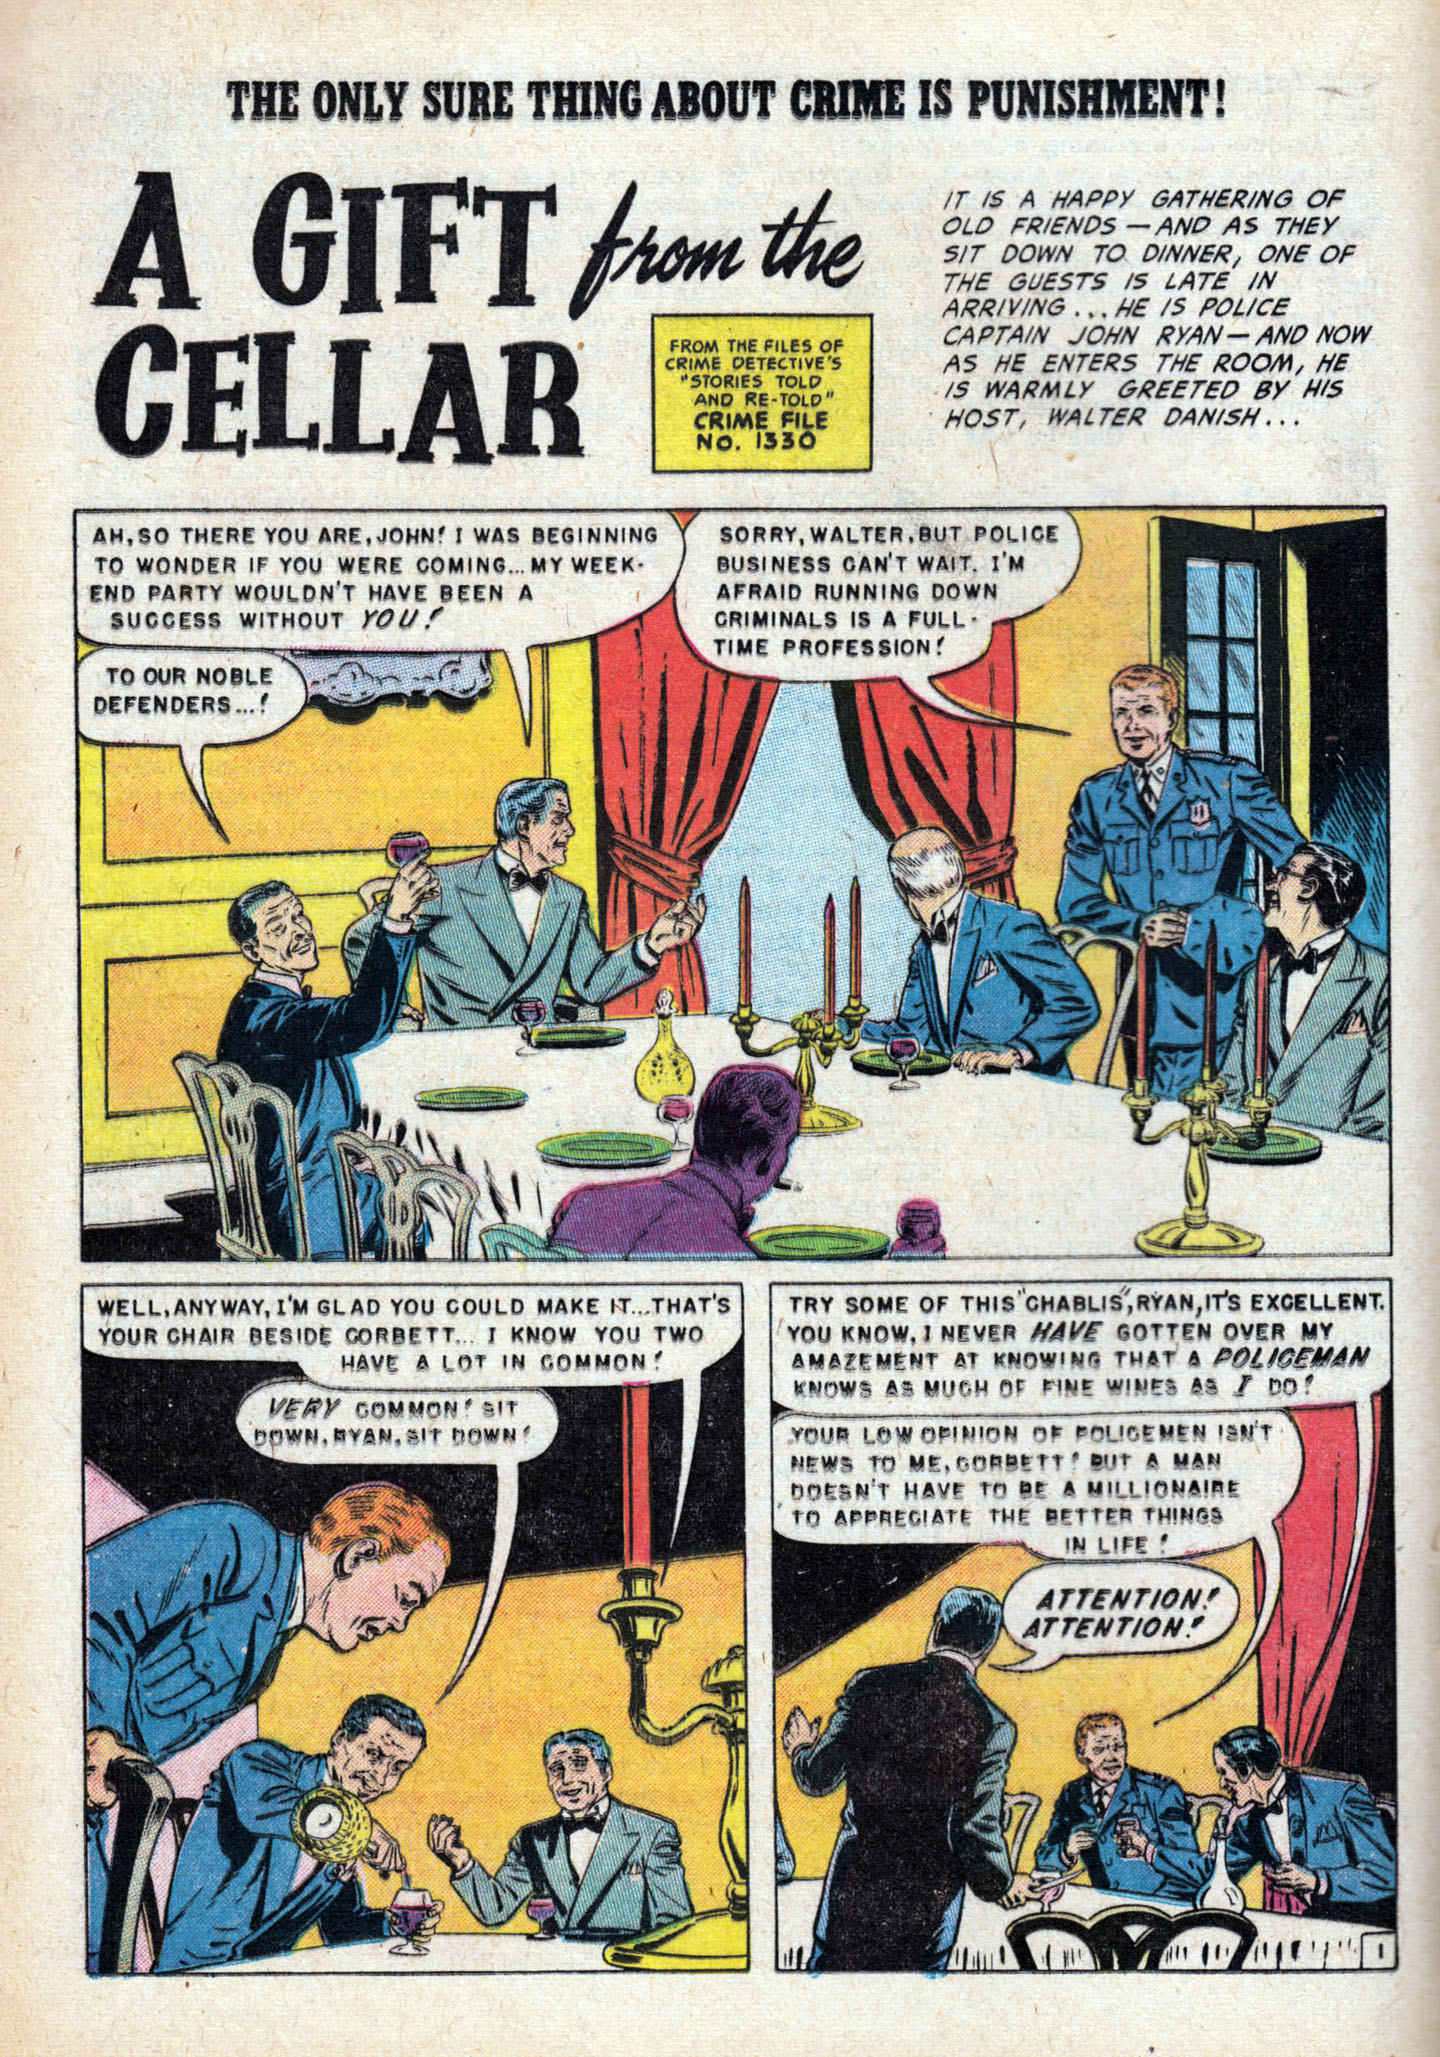 THE ONLY SURE THING ABOUT CRIME IS PUNISHMENT!
A GIFT from the
CELLAR
FROM THE FILES OF
CRIME DETECTIVE'S
"STORIES TOLD
AND RE-TOLD"
CRIME FILE
NO. 1330
IT IS A HAPPY GATHERING OF
OLD FRIENDS—AND AS THEY
SIT DOWN TO DINNER, ONE OF
THE GUESTS IS LATE IN
ARRIVING...HE IS POLICE
CAPTAIN JOHN RYAN—AND NOW
AS HE ENTERS THE ROOM, HE
IS WARMLY GREETED BY HIS
HOST, WALTER DANISH...
AH, SO THERE YOU ARE, JOHN! I WAS BEGINNING
TO WONDER IF YOU WERE COMING...MY WEEK-
END PARTY WOULDN'T HAVE BEEN A
SUCCESS WITHOUT YOU!
TO OUR NOBLE
DEFENDERS...!
SORRY, WALTER, BUT POLICE
BUSINESS CAN'T WAIT. I'M
AFRAID RUNNING DOWN
CRIMINALS IS A FULL-
TIME PROFESSION!
WELL, ANYWAY, I'M GLAD YOU COULD MAKE IT...THAT'S
YOUR CHAIR BESIDE CORBETT... I KNOW YOU TWO
HAVE A LOT IN COMMON!
VERY COMMON! SIT
DOWN, RYAN, SIT DOWN!
TRY SOME OF THIS "CHABLIS", RYAN, IT'S EXCELLENT.
YOU KNOW, I NEVER HAVE GOTTEN OVER MY
AMAZEMENT AT KNOWING THAT A POLICEMAN
KNOWS AS MUCH OF FINE WINES AS I DO!
YOUR LOW OPINION OF POLICEMEN ISN'T
NEWS TO ME, CORBETT! BUT A MAN
DOESN'T HAVE TO BE A MILLIONAIRE
TO APPRECIATE THE BETTER THINGS
IN LIFE!
ATTENTION!
ATTENTION!
1